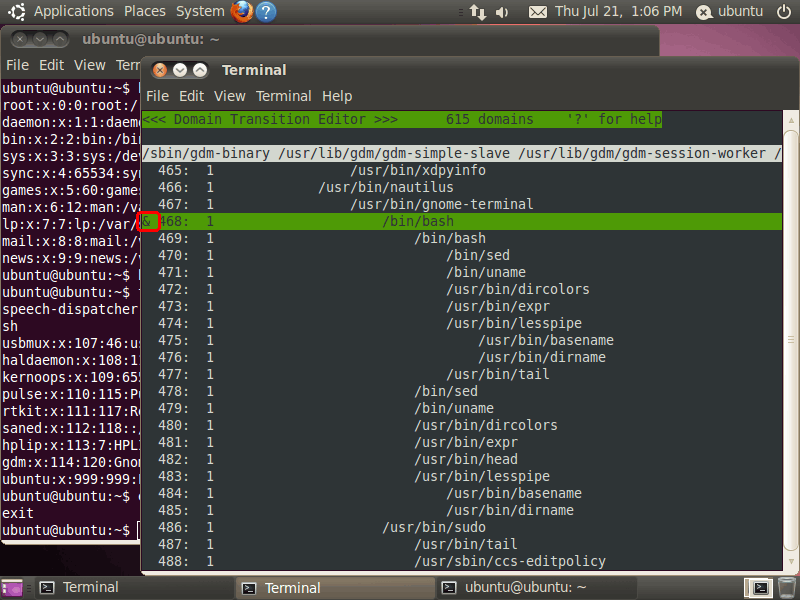 Applications Places System Thu Jul 21, 1:06 PM ubuntu
ubuntu@ubuntu: ~
File Edit View Terr
ubuntu@ubuntu:~$
root:x:0:0:root:/
daemon:x:1:1:daem
bin:x:2:2:bin:/bin
sys:x:3:3:sys:/de
sync:x:4:65534:sy
games:x:5:60:game
man:x:6:12:man:/v
lp:x:7:7:lp:/var/
mail:x:8:8:mail:/
news:x:9:9:news:/
ubuntu@ubuntu:~$
ubuntu@ubuntu:~$
speech-dispatcher
sh
usbmux:x:107:46:u
haldaemon:x:108:1
kernoops:x:109:65
pulse:x:110:115:P
rtkit:x:111:117:R
saned:x:112:118::
hplip:x:113:7:HPL
gdm:x:114:120:Gno
ubuntu:x:999:999:
ubuntu@ubuntu:~$
exit
ubuntu@ubuntu:~$
Terminal
File Edit View Terminal Help
<<< Domain Transition Editor >>> 615 domains '?' for help
/sbin/gdm-binary /usr/lib/gdm/gdm-simple-slave /usr/lib/gdm/gdm-session-worker /
465: 1 /usr/bin/xdpyinfo
466: 1 /usr/bin/nautilus
467: 1 /usr/bin/gnome-terminal
& 468: 1 /bin/bash
469: 1 /bin/bash
470: 1 /bin/sed
471: 1 /bin/uname
472: 1 /usr/bin/dircolors
473: 1 /usr/bin/expr
474: 1 /usr/bin/lesspipe
475: 1 /usr/bin/basename
476: 1 /usr/bin/dirname
477: 1 /usr/bin/tail
478: 1 /bin/sed
479: 1 /bin/uname
480: 1 /usr/bin/dircolors
481: 1 /usr/bin/expr
482: 1 /usr/bin/head
483: 1 /usr/bin/lesspipe
484: 1 /usr/bin/basename
485: 1 /usr/bin/dirname
486: 1 /usr/bin/sudo
487: 1 /usr/bin/tail
488: 1 /usr/sbin/ccs-editpolicy
Terminal Terminal ubuntu@ubuntu: ~